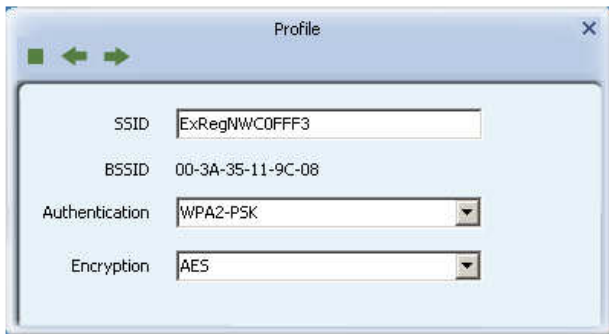 Profile
SSID ExRegNWC0FFF3
BSSID 00-3A-35-11-9C-08
Authentication WPA2-PSK
Encryption AES